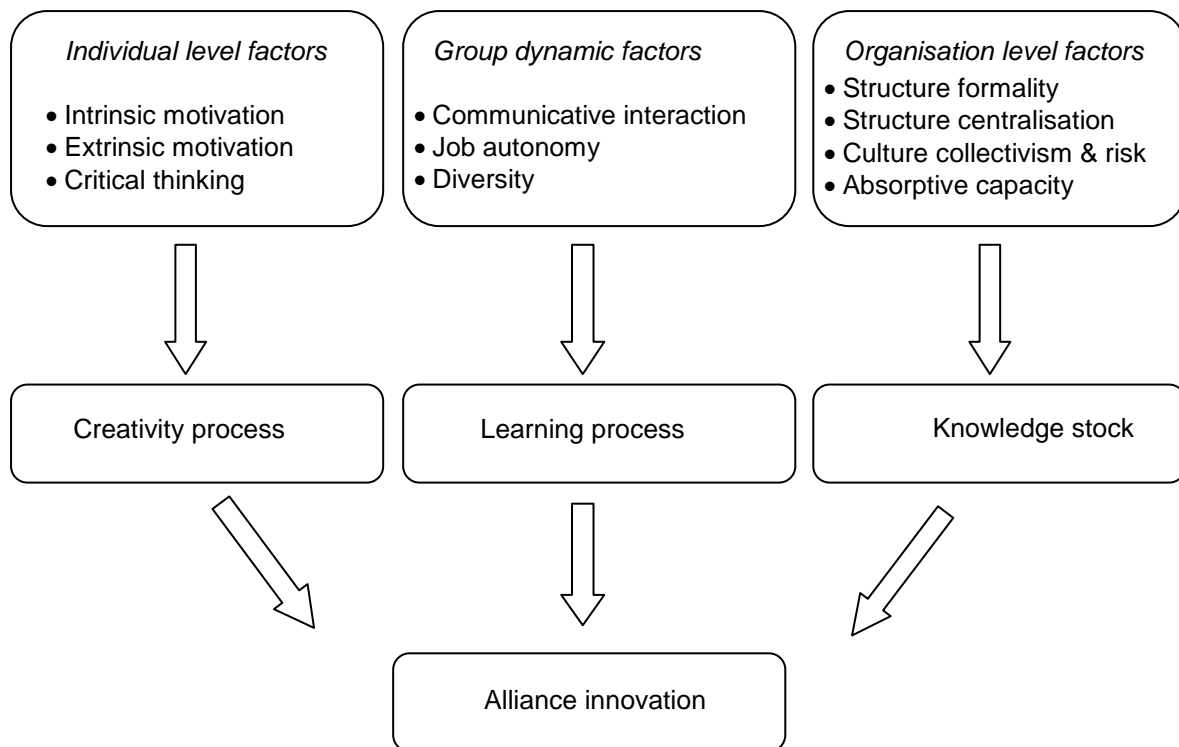 Individual level factors
• Intrinsic motivation
• Extrinsic motivation
• Critical thinking
Group dynamic factors
• Communicative interaction
• Job autonomy
• Diversity
Organisation level factors
• Structure formality
• Structure centralisation
• Culture collectivism & risk
• Absorptive capacity
Creativity process
Learning process
Knowledge stock
Alliance innovation